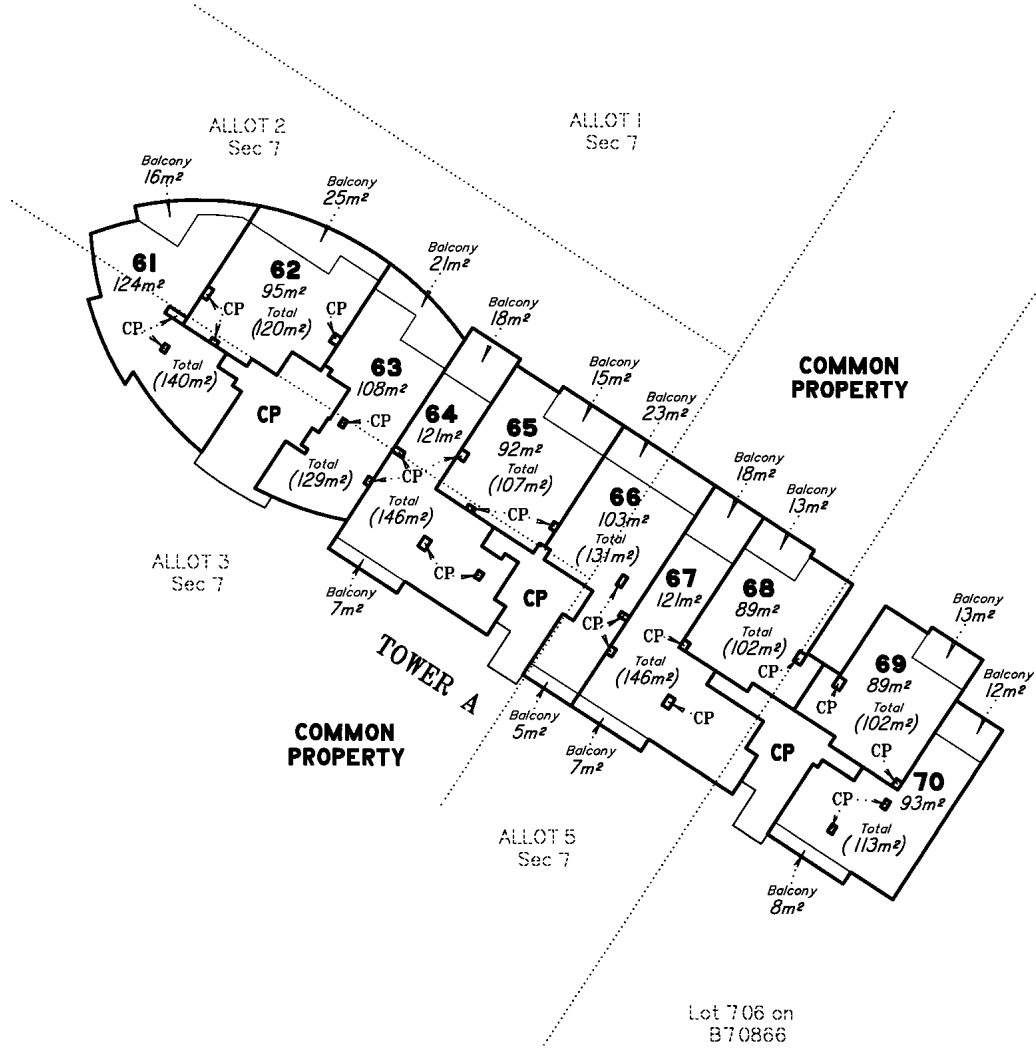 ALLOT 2
Sec 7
ALLOT 1
Sec 7
Balcony
16m²
Balcony
25m²
Balcony
21m²
Balcony
18m²
61
124m²
CP
Total
(140m²)
62
95m²
CP
Total
(120m²)
CP
CP
63
108m²
CP
Total
(129m²)
64
121m²
CP
Total
(146m²)
CP
Balcony
7m²
65
92m²
Total
(107m²)
CP
Balcony
15m²
Balcony
23m²
COMMON
PROPERTY
66
103m²
Total
(131m²)
CP
Balcony
18m²
Balcony
13m²
67
121m²
CP
Total
(146m²)
CP
68
89m²
Total
(102m²)
CP
Balcony
13m²
Balcony
12m²
69
89m²
Total
(102m²)
CP
CP
70
93m²
CP
Total
(113m²)
CP
ALLOT 3
Sec 7
TOWER A
COMMON
PROPERTY
Balcony
5m²
Balcony
7m²
Balcony
8m²
ALLOT 5
Sec 7
Lot 706 on
B70866